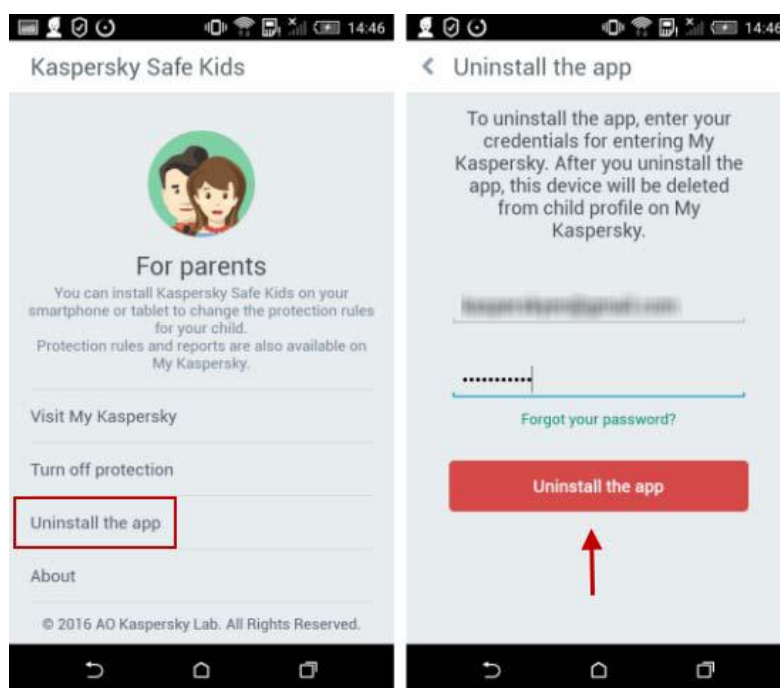 14:46
Kaspersky Safe Kids
For parents
You can install Kaspersky Safe Kids on your
smartphone or tablet to change the protection rules
for your child.
Protection rules and reports are also available on
My Kaspersky.
Visit My Kaspersky
Turn off protection
Uninstall the app
About
© 2016 AO Kaspersky Lab. All Rights Reserved.
14:46
Uninstall the app
To uninstall the app, enter your
credentials for entering My
Kaspersky. After you uninstall the
app, this device will be deleted
from child profile on My
Kaspersky.
•••••••••••
Forgot your password?
Uninstall the app